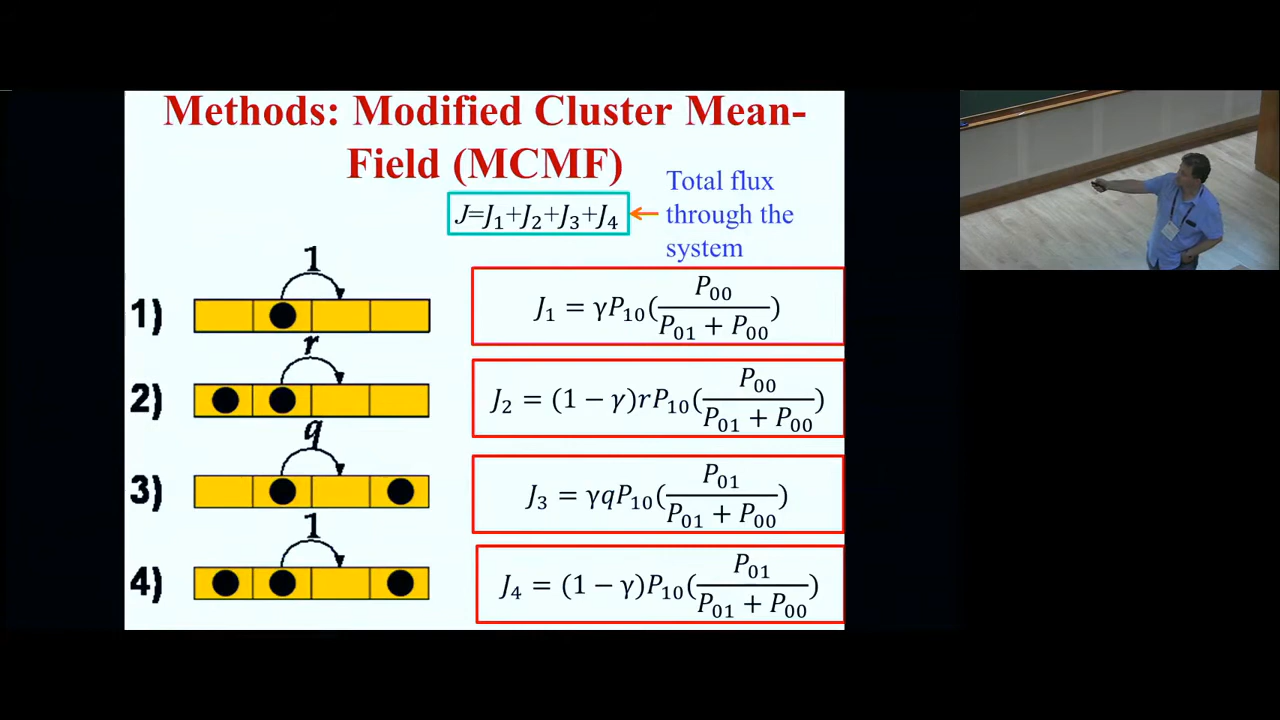 Methods: Modified Cluster Mean-
Field (MCMF)
J=J₁+J₂+J₃+J₄
Total flux
through the
system
1)
1
J₁ = γP₁₀(P₀₀/(P₀₁ + P₀₀))
2)
r
J₂ = (1 − γ)rP₁₀(P₀₀/(P₀₁ + P₀₀))
3)
q
J₃ = γqP₁₀(P₀₁/(P₀₁ + P₀₀))
4)
1
J₄ = (1 − γ)P₁₀(P₀₁/(P₀₁ + P₀₀))